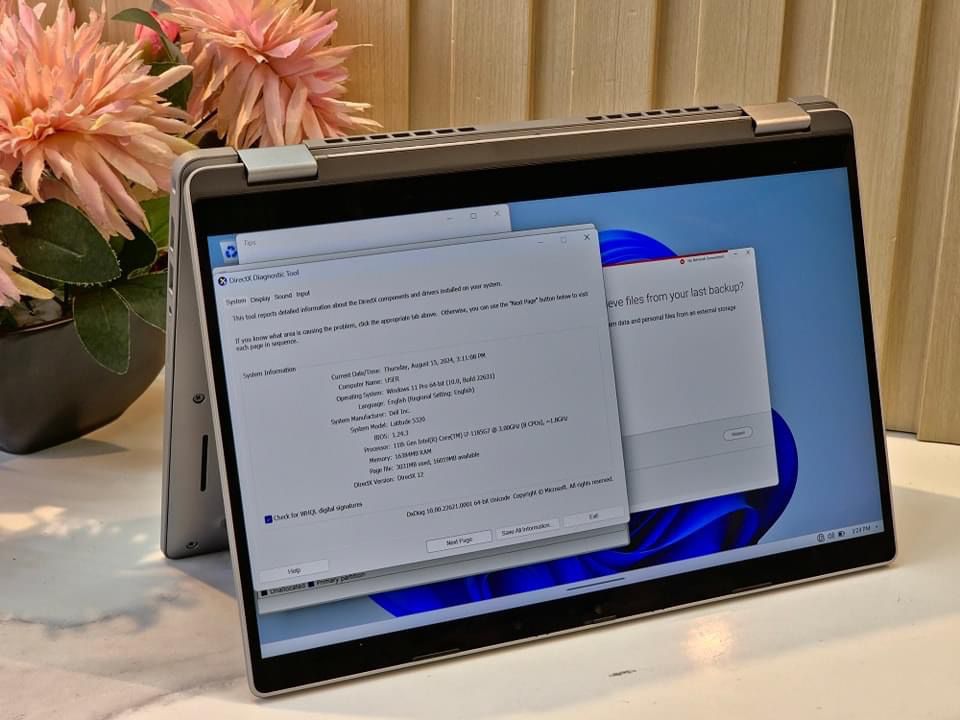 Tips
DirectX Diagnostic Tool
System Display Sound Input
This tool reports detailed information about the DirectX components and drivers installed on your system.
If you know what area is causing the problem, click the appropriate tab above. Otherwise, you can use the "Next Page" button below to visit
each page in sequence.
System Information
Current Date/Time: Thursday, August 15, 2024, 3:11:08 PM
Computer Name: USER
Operating System: Windows 11 Pro 64-bit (10.0, Build 22631)
Language: English (Regional Setting: English)
System Manufacturer: Dell Inc.
System Model: Latitude 5320
BIOS: 1.24.3
Processor: 11th Gen Intel(R) Core(TM) i7-1185G7 @ 3.00GHz (8 CPUs), ~1.8GHz
Memory: 16384MB RAM
Page file: 3031MB used, 16019MB available
DirectX Version: DirectX 12
Check for WHQL digital signatures
DxDiag 10.00.22621.0001 64-bit Unicode Copyright © Microsoft. All rights reserved.
Help
Next Page
Save All Information...
Exit
eve files from your last backup?
m data and personal files from an external storage
Unallocated Primary partition
3:24 PM